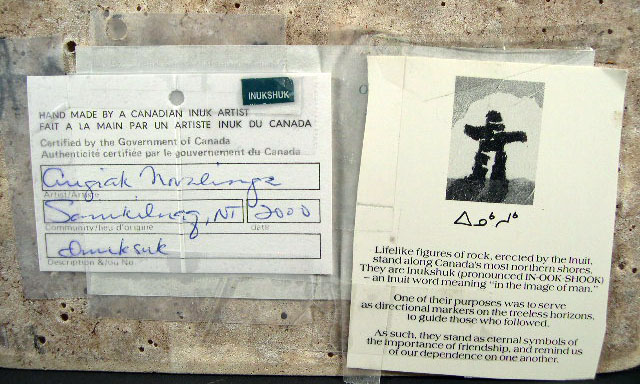 INUKSHUK
HAND MADE BY A CANADIAN INUK ARTIST
FAIT A LA MAIN PAR UN ARTISTE INUK DU CANADA
Certified by the Government of Canada
Authenticité certifiée par le gouvernement du Canada
Artist/Artiste
Sanikiluaq, NT 2000
Community/lieu d'origine date
Inuksuk
Description &/ou No.
ᐃᓄᒃᓱᒃ
Lifelike figures of rock, erected by the Inuit,
stand along Canada's most northern shores.
They are Inukshuk (pronounced IN-OOK-SHOOK)
– an Inuit word meaning "in the image of man."
One of their purposes was to serve
as directional markers on the treeless horizons,
to guide those who followed.
As such, they stand as eternal symbols of
the importance of friendship, and remind us
of our dependence on one another.